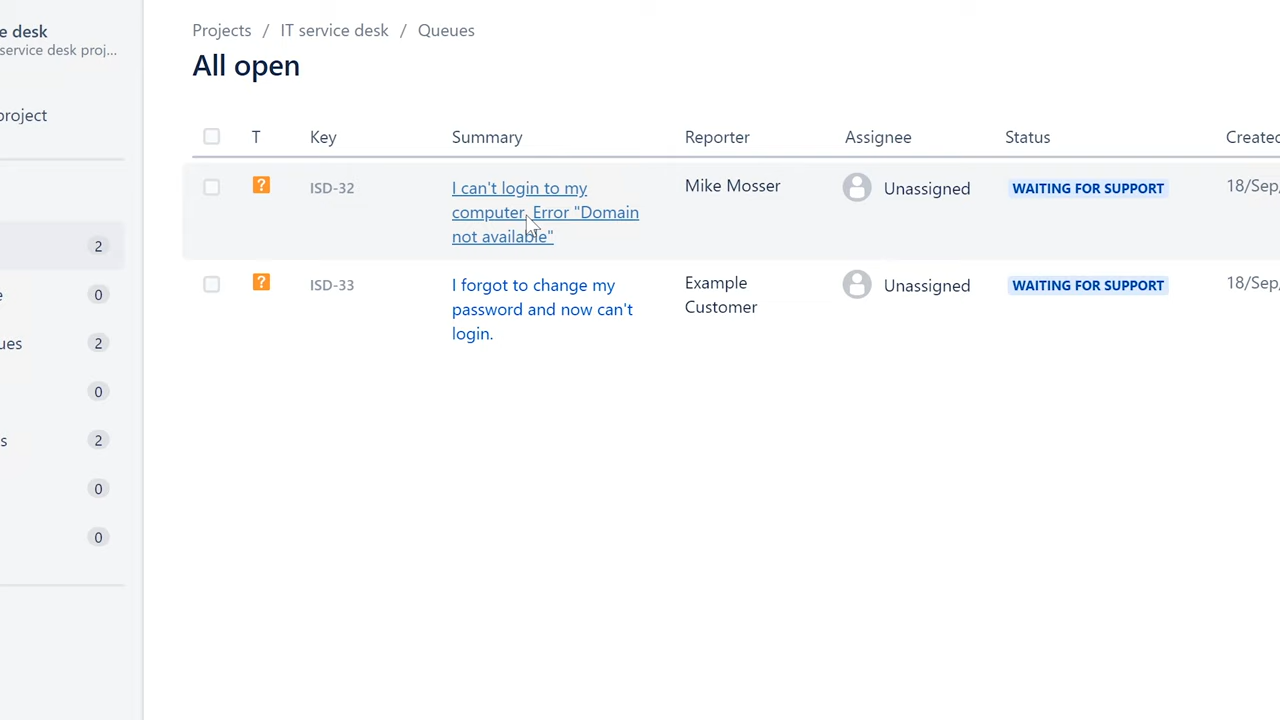 e desk
service desk proj...
project
2
e
0
ues
2
0
s
2
0
0
Projects / IT service desk / Queues
All open
T Key Summary Reporter Assignee Status Created
? ISD-32 I can't login to my computer. Error "Domain not available" Mike Mosser Unassigned WAITING FOR SUPPORT 18/Sep/
? ISD-33 I forgot to change my password and now can't login. Example Customer Unassigned WAITING FOR SUPPORT 18/Sep/